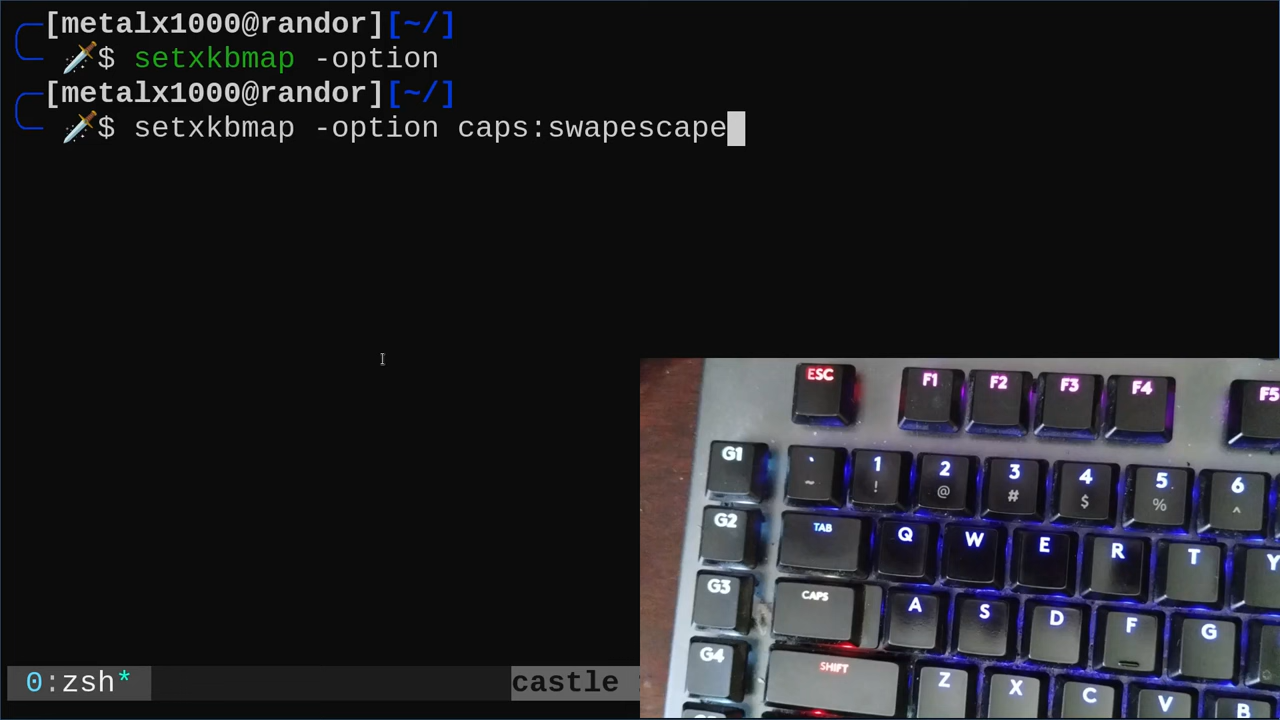 [metalx1000@randor][~/]
$ setxkbmap -option
[metalx1000@randor][~/]
$ setxkbmap -option caps:swapescape
0:zsh*
castle
ESC F1 F2 F3 F4 F5
G1 ` ~ 1 ! 2 @ 3 # 4 $ 5 % 6 ^
G2 TAB Q W E R T Y
G3 CAPS A S D F G
G4 SHIFT Z X C V B